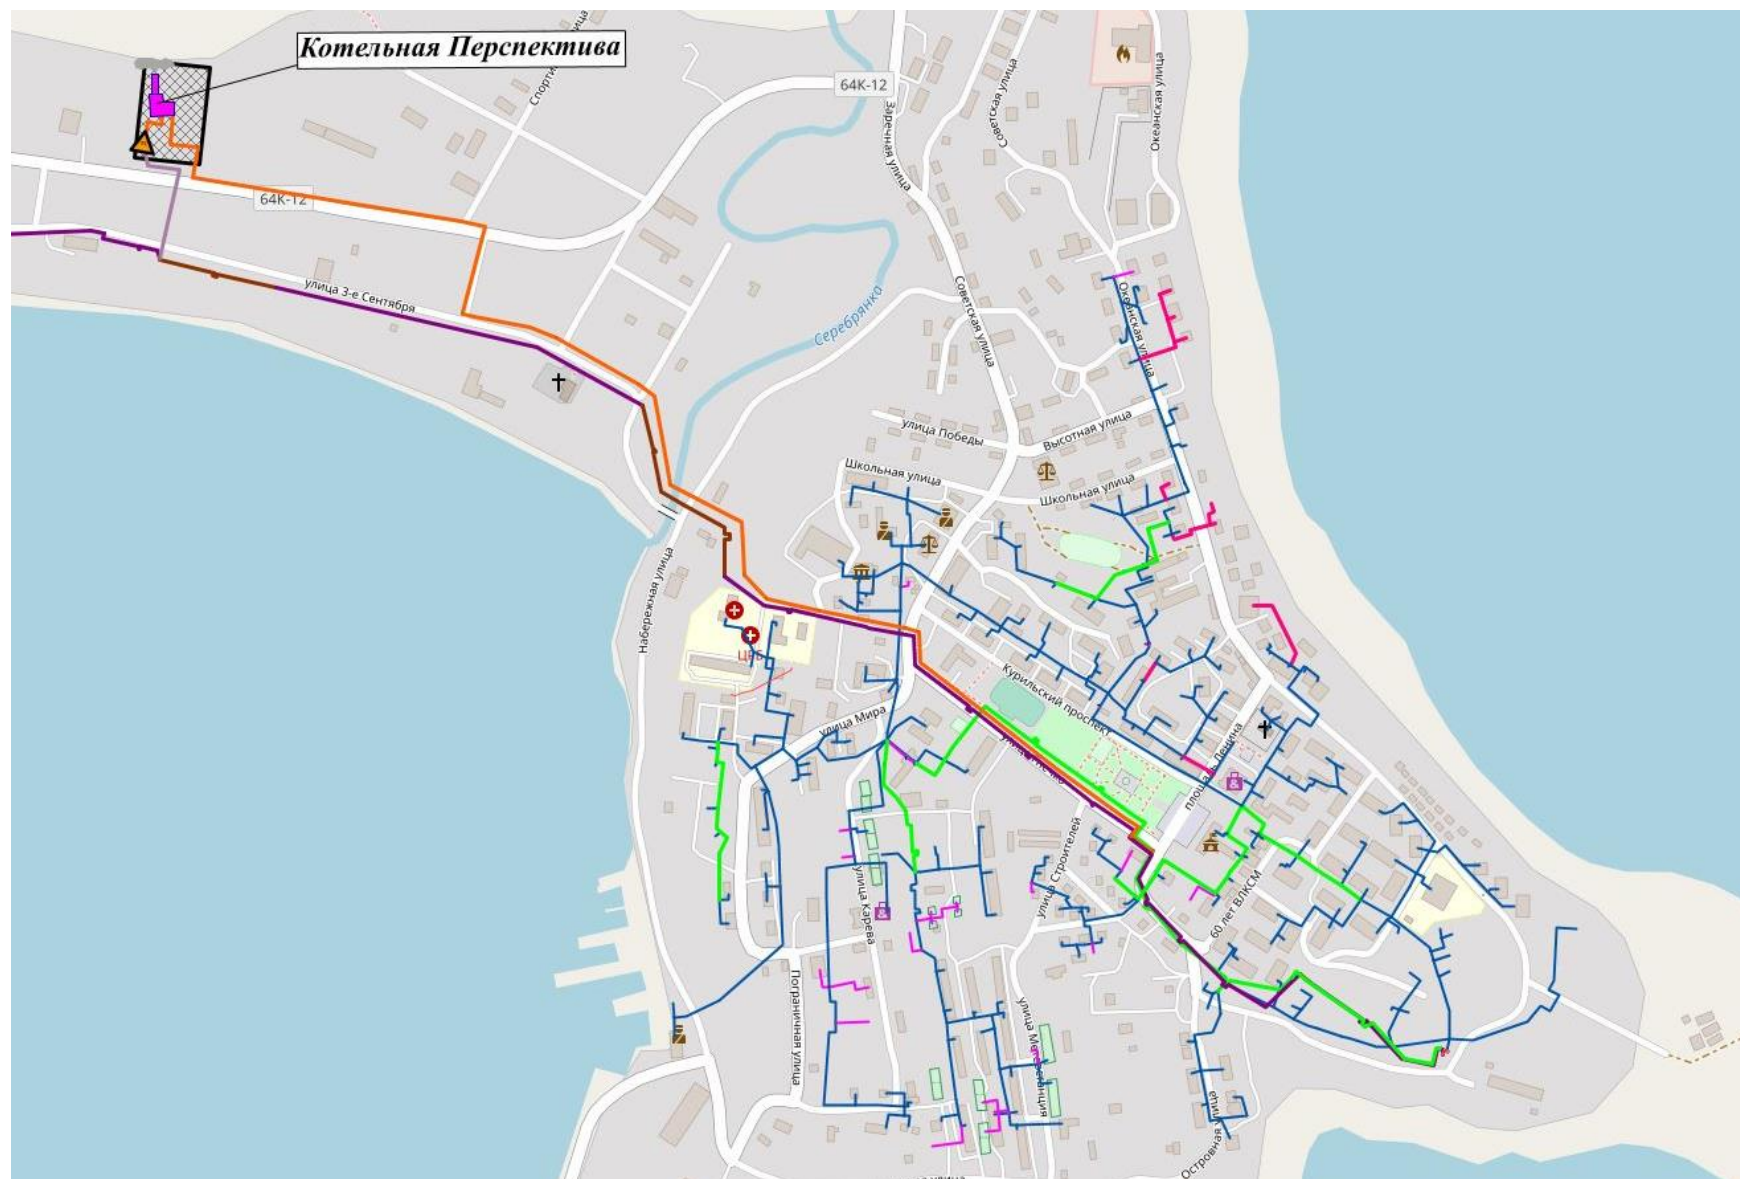 Котельная Перспектива
64К-12
Заречная улица
Советская улица
Океанская улица
64К-12
улица 3-е Сентября
Серебрянка
Советская улица
Океанская улица
улица Победы
Высотная улица
Школьная улица
Школьная улица
Набережная улица
ЦРБ
Курильский проспект
улица Мира
площадь Ленина
улица Строителей
улица Карева
60 лет ВЛКСМ
Пограничная улица
Островная улица